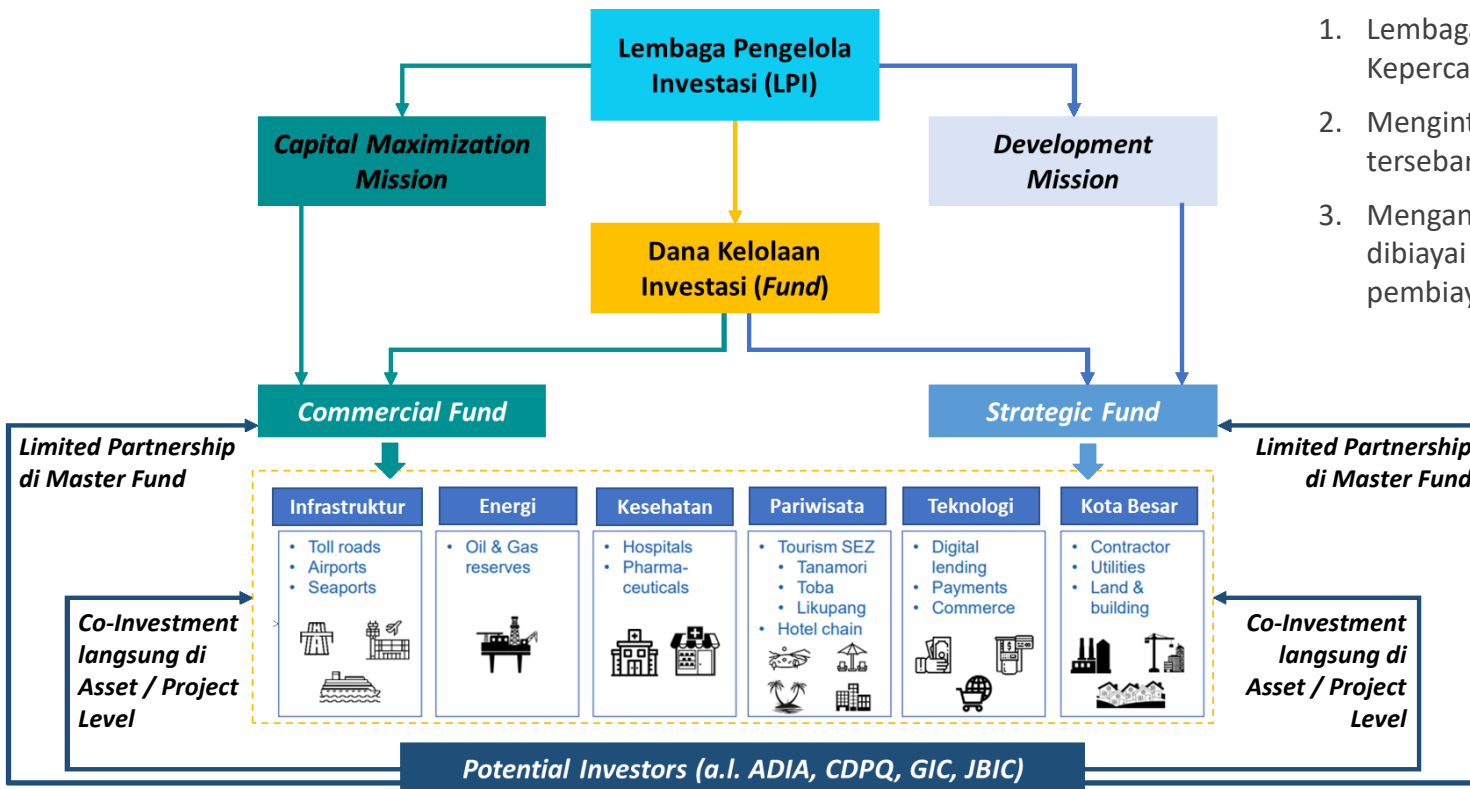 Lembaga Pengelola
Investasi (LPI)
Capital Maximization
Mission
Development
Mission
Dana Kelolaan
Investasi (Fund)
Commercial Fund
Strategic Fund
Limited Partnership
di Master Fund
Limited Partnership
di Master Fund
Infrastruktur
• Toll roads
• Airports
• Seaports
Energi
• Oil & Gas
reserves
Kesehatan
• Hospitals
• Pharma-
ceuticals
Pariwisata
• Tourism SEZ
• Tanamori
• Toba
• Likupang
• Hotel chain
Teknologi
• Digital
lending
• Payments
• Commerce
Kota Besar
• Contractor
• Utilities
• Land &
building
Co-Investment
langsung di
Asset / Project
Level
Co-Investment
langsung di
Asset / Project
Level
Potential Investors (a.l. ADIA, CDPQ, GIC, JBIC)
1. Lembaga
Keperca
2. Mengint
tersebar
3. Mengan
dibiayai
pembiay